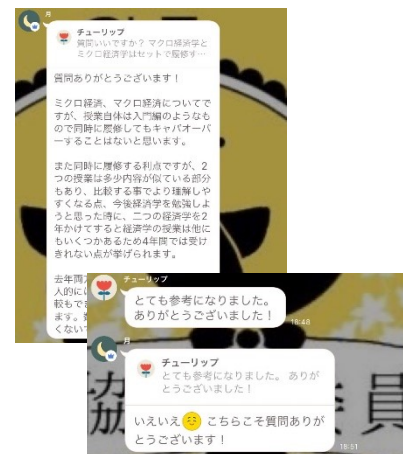 月
チューリップ
質問いいですか？ マクロ経済学と
ミクロ経済学はセットで履修す…
質問ありがとうございます！
ミクロ経済、マクロ経済についてで
すが、授業自体は入門編のようなも
ので同時に履修してもキャパオーバ
ーすることはないと思います。
また同時に履修する利点ですが、2
つの授業は多少内容が似ている部分
もあり、比較する事でより理解しや
すくなる点、今後経済学を勉強しよ
うと思った時に、二つの経済学を2
年かけてすると経済学の授業は他に
もいくつかあるため4年間では受け
きれない点が挙げられます。
去年両
人的に
較もで
ます。
くない
チューリップ
とても参考になりました。
ありがとうございました！
18:48
月
チューリップ
とても参考になりました。 ありが
とうございました！
いえいえ こちらこそ質問ありが
とうございます！
18:51
協
員